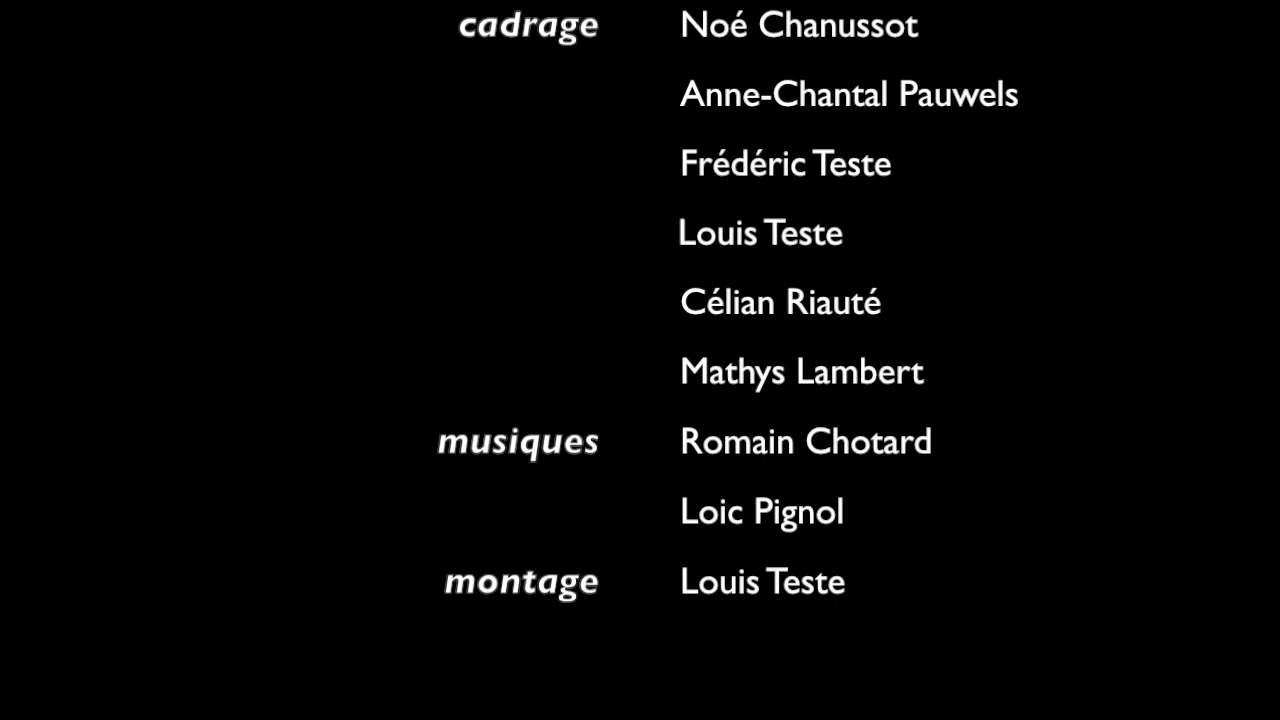 cadrage Noé Chanussot
Anne-Chantal Pauwels
Frédéric Teste
Louis Teste
Célian Riauté
Mathys Lambert
musiques Romain Chotard
Loic Pignol
montage Louis Teste